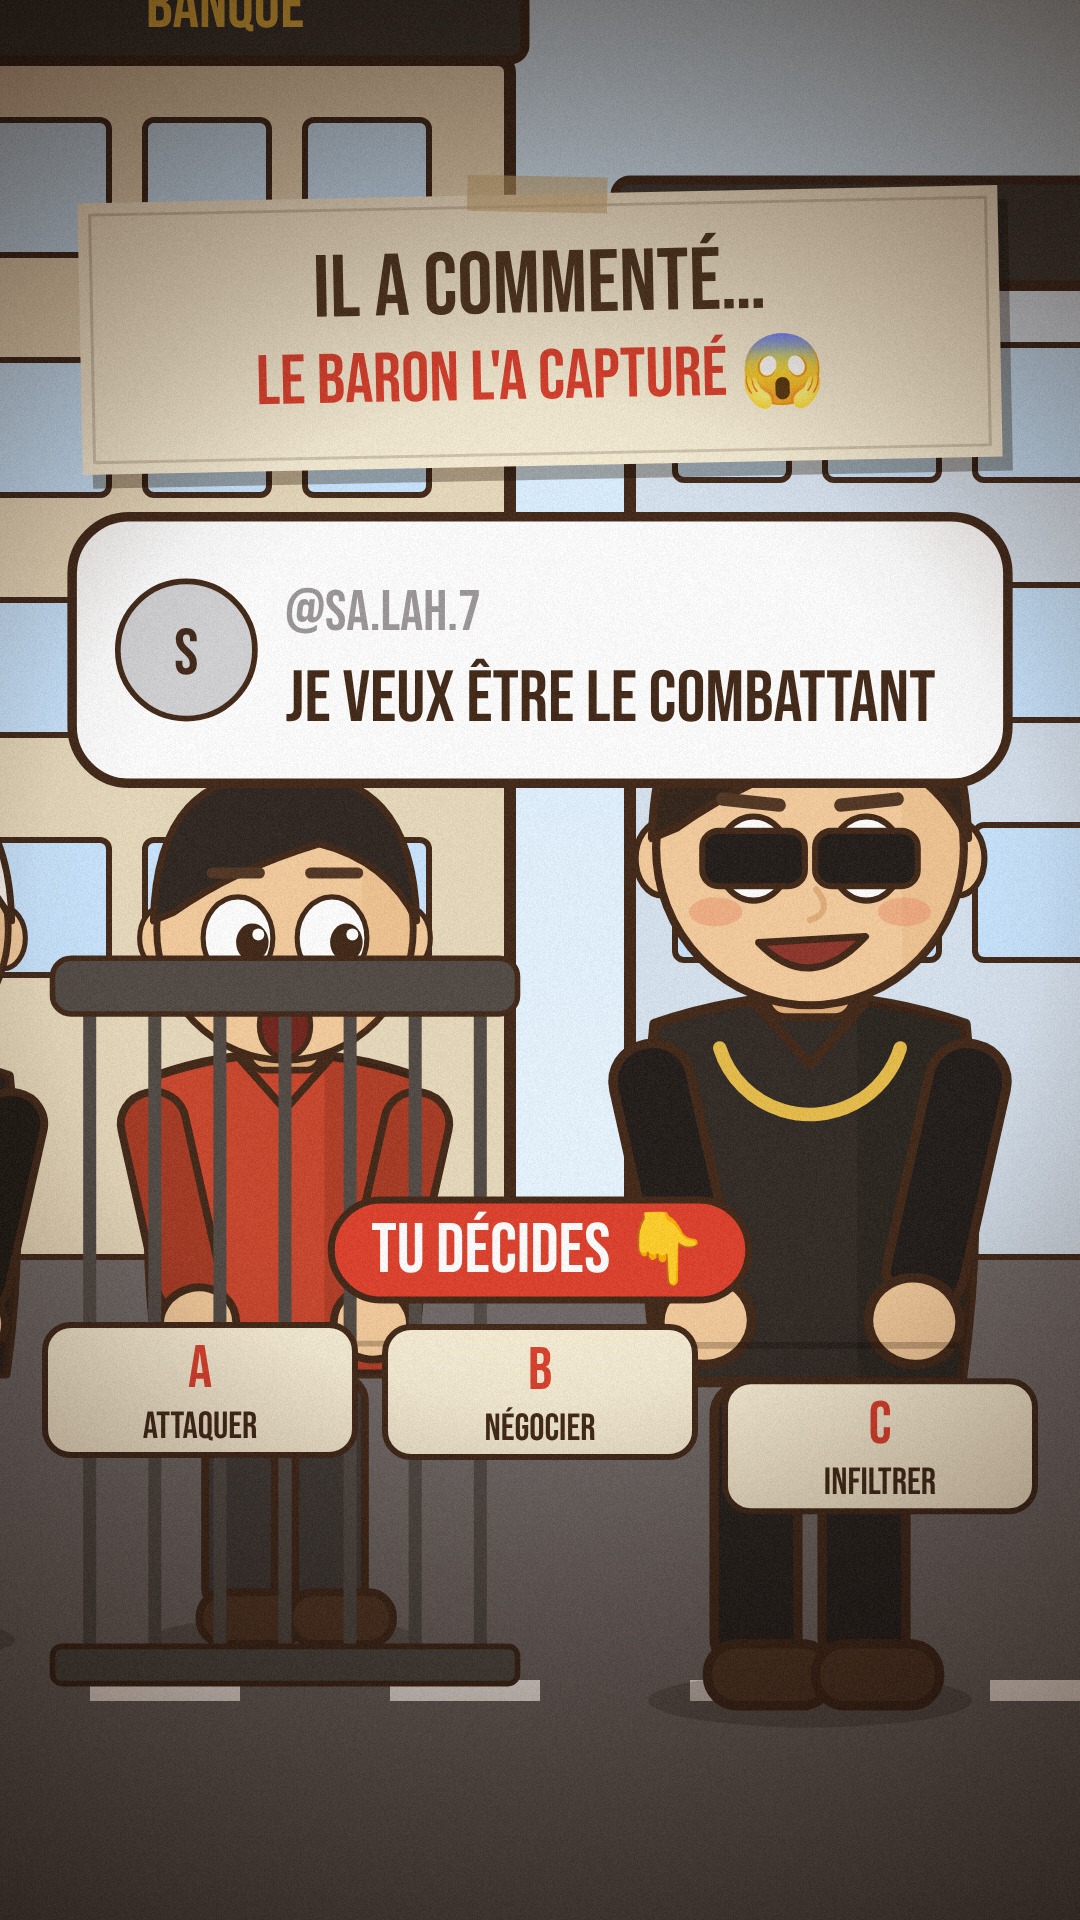 BANQUE
IL A COMMENTÉ...
LE BARON L'A CAPTURÉ 😱
S
@SA.LAH.7
JE VEUX ÊTRE LE COMBATTANT
TU DÉCIDES 👇
A
ATTAQUER
B
NÉGOCIER
C
INFILTRER